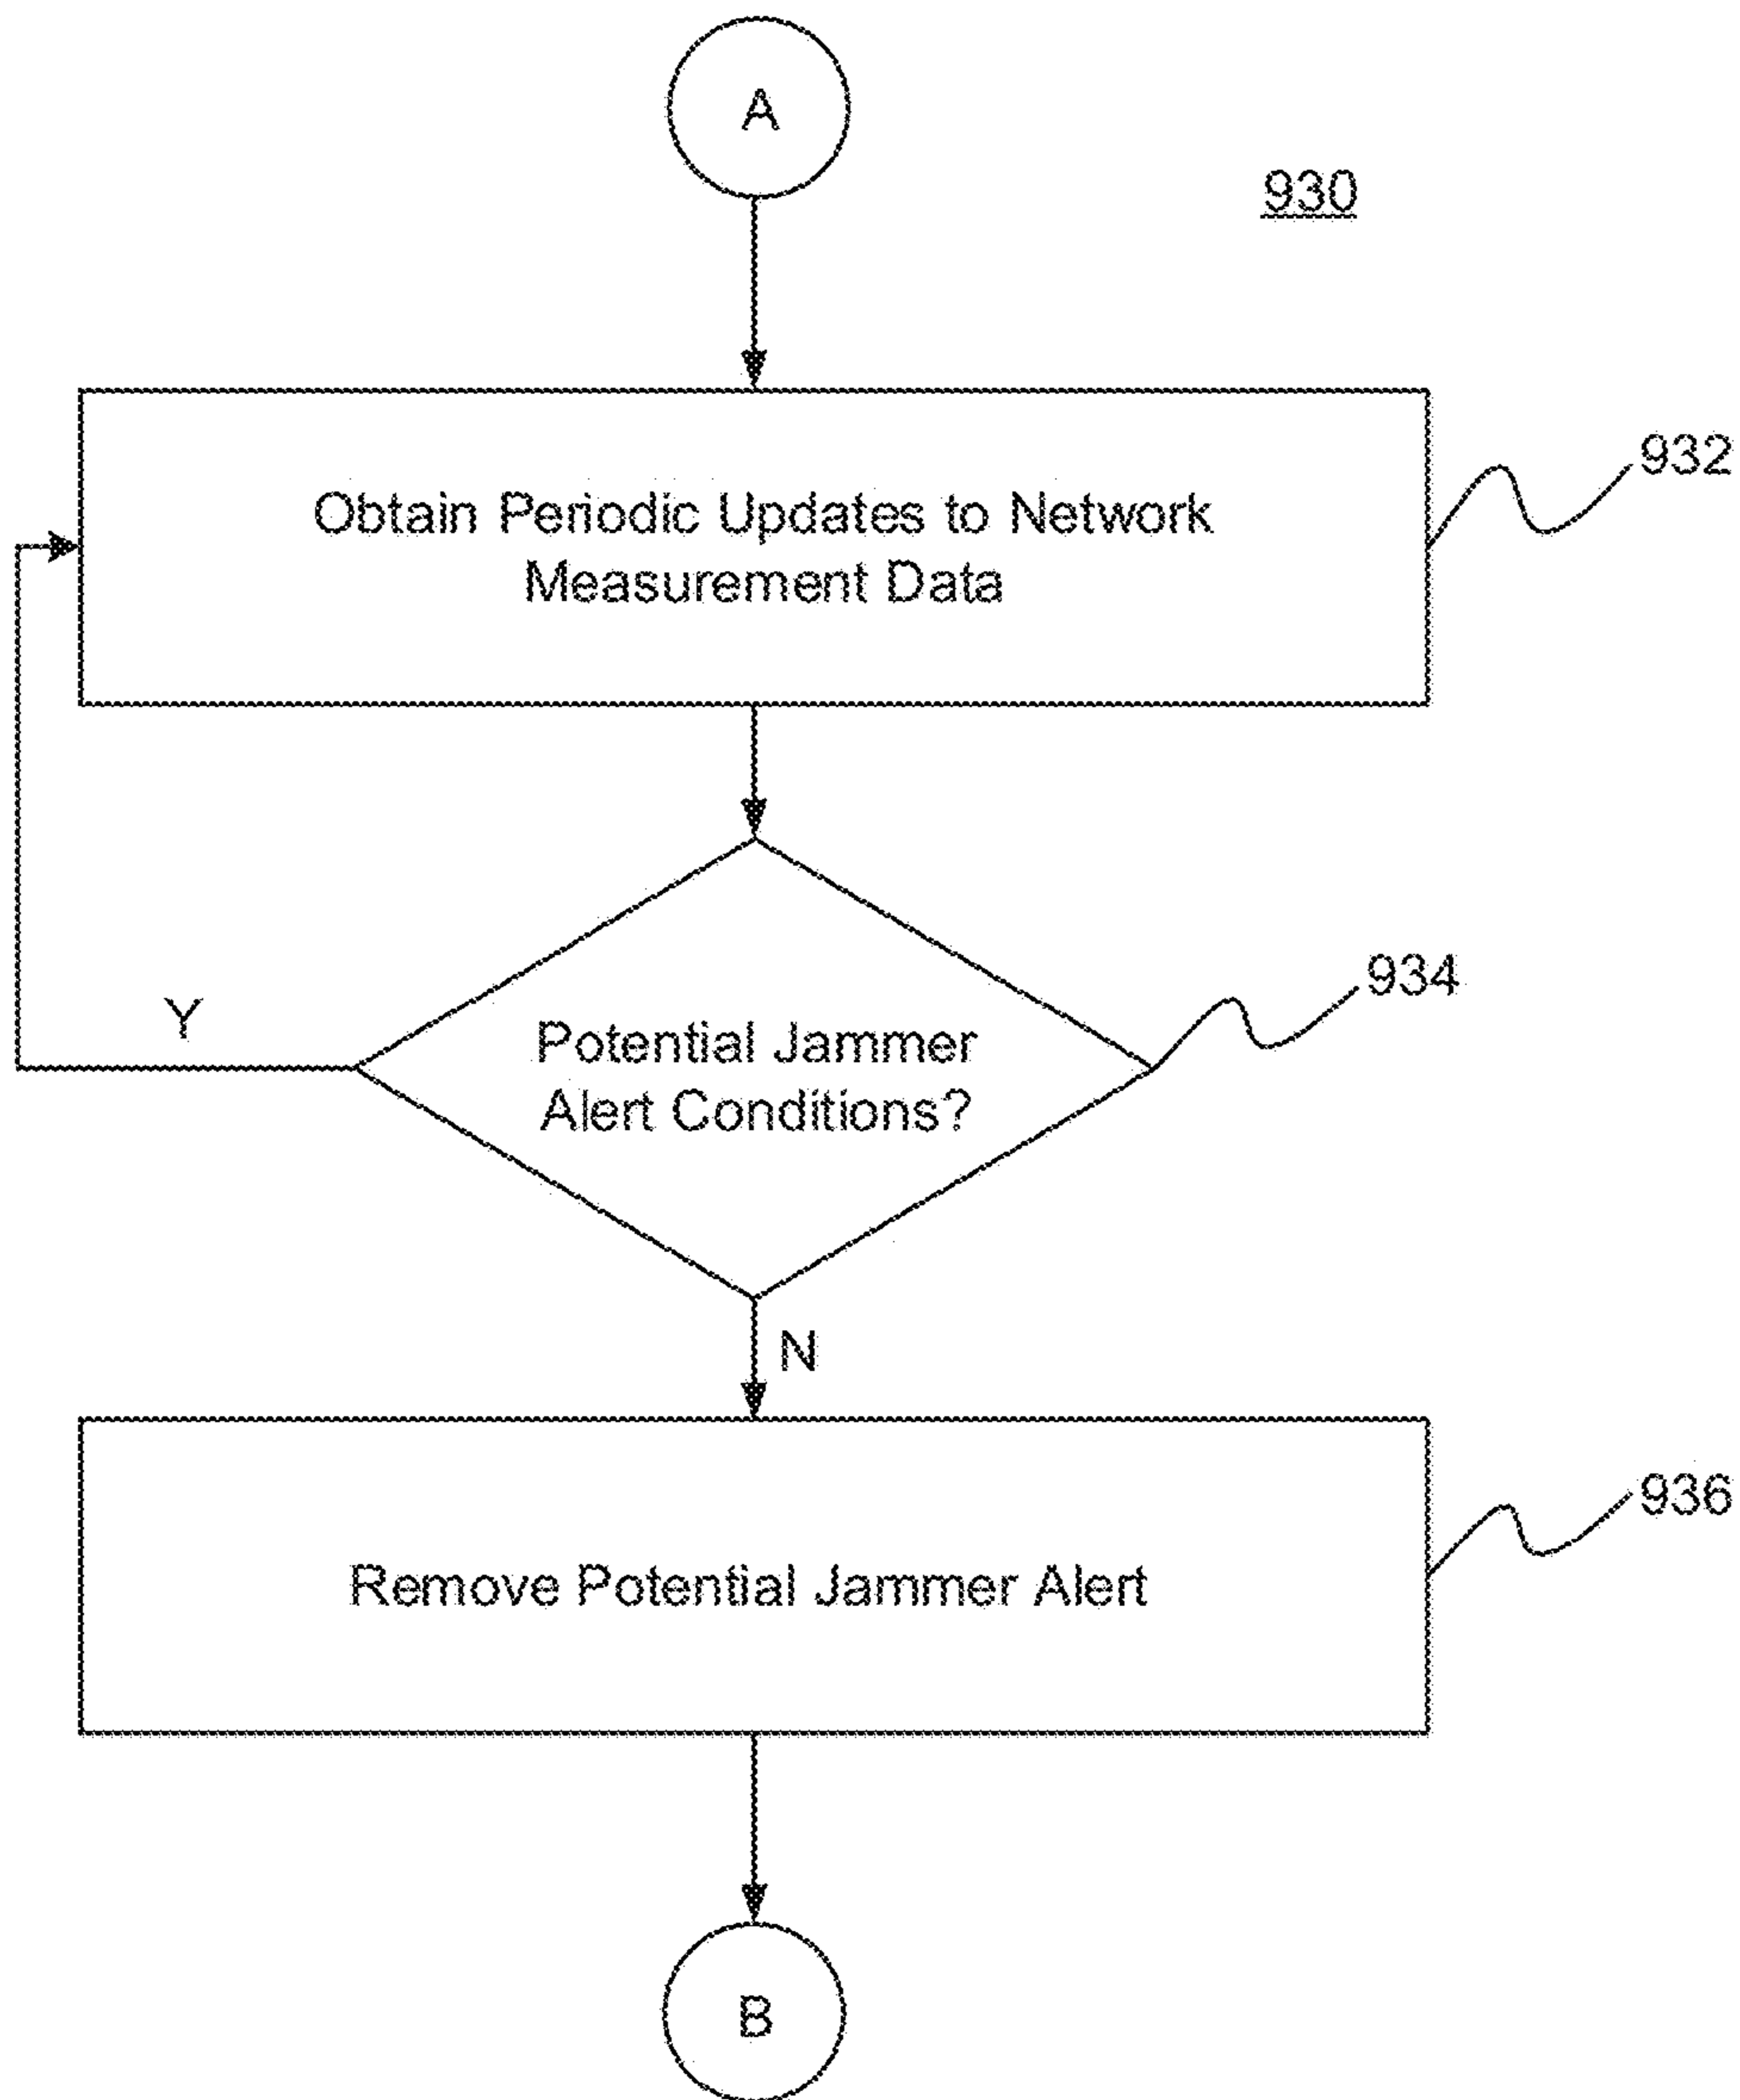 A
930
Obtain Periodic Updates to Network
Measurement Data
932
Potential Jammer
Alert Conditions?
934
Y
N
Remove Potential Jammer Alert
936
B